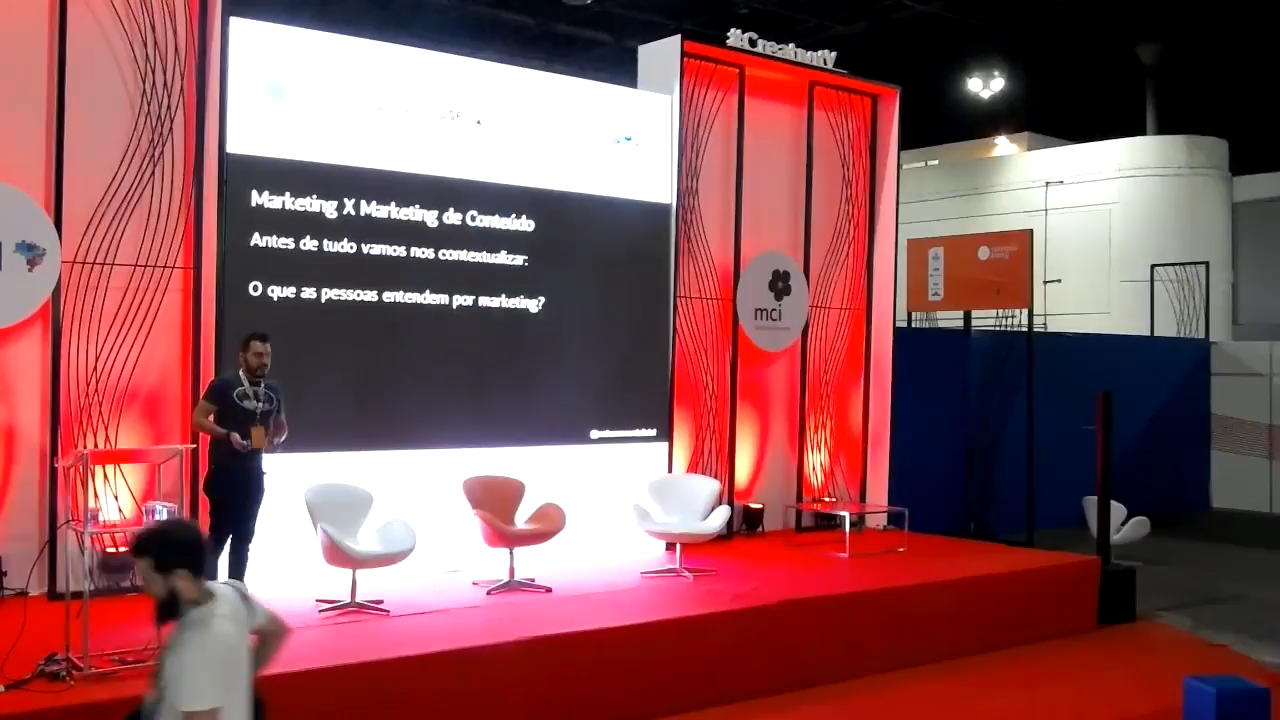 #Creativity
Marketing X Marketing de Conteúdo
Antes de tudo vamos nos contextualizar:
O que as pessoas entendem por marketing?
mci